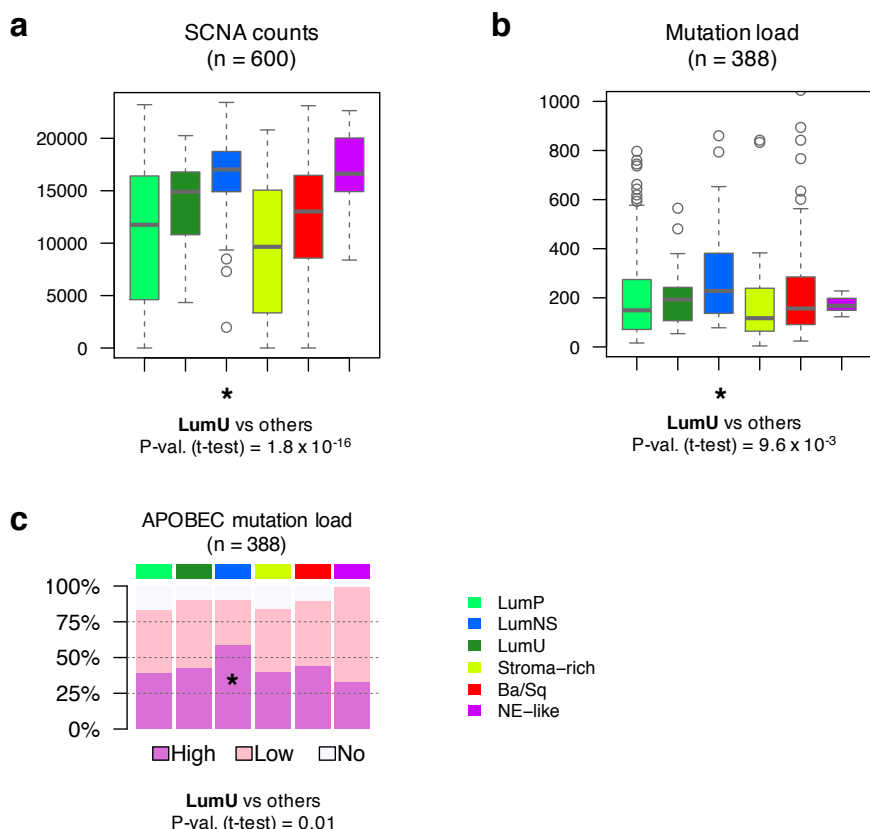 a
SCNA counts
(n = 600)
20000
15000
10000
5000
0
*
LumU vs others
P-val. (t-test) = 1.8 x 10-16
b
Mutation load
(n = 388)
1000
800
600
400
200
0
*
LumU vs others
P-val. (t-test) = 9.6 x 10-3
c
APOBEC mutation load
(n = 388)
100%
75%
50%
25%
0%
*
High Low No
LumU vs others
P-val. (t-test) = 0.01
LumP
LumNS
LumU
Stroma−rich
Ba/Sq
NE−like